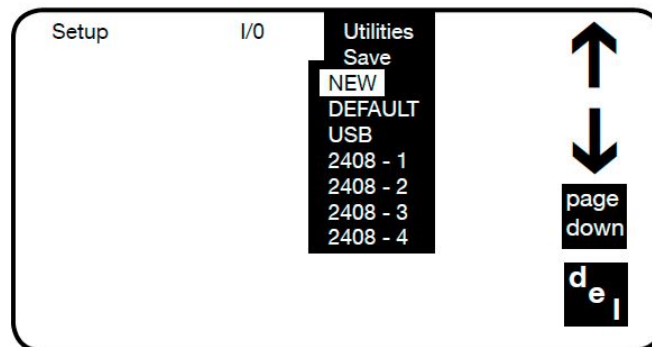 Setup I/0 Utilities
Save
NEW
DEFAULT
USB
2408 - 1
2408 - 2
2408 - 3
2408 - 4
page
down
del